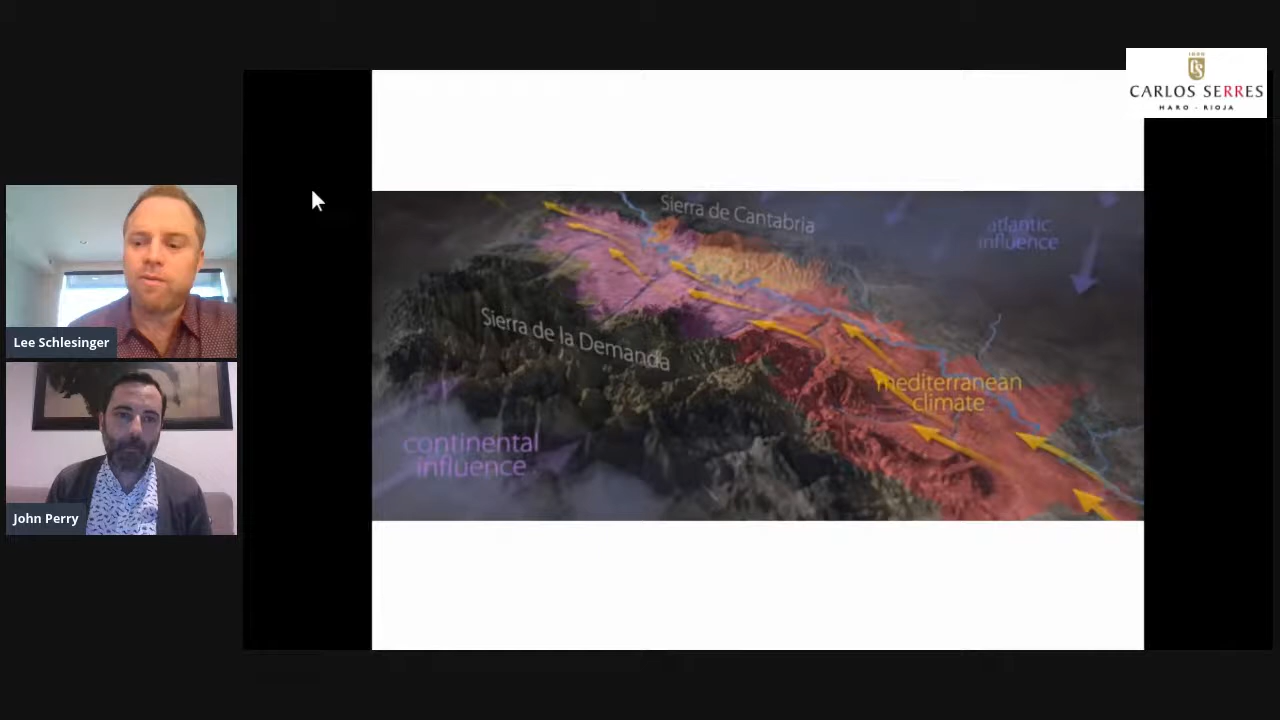 1896
CARLOS SERRES
HARO - RIOJA
Sierra de Cantabria
atlantic
influence
Sierra de la Demanda
mediterranean
climate
continental
influence
Lee Schlesinger
John Perry